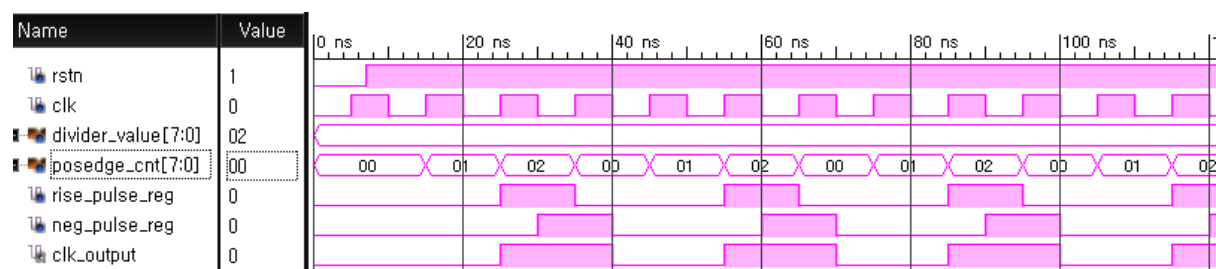 Name Value 0 ns 20 ns 40 ns 60 ns 80 ns 100 ns
rstn 1
clk 0
divider_value[7:0] 02
posedge_cnt[7:0] 00 00 01 02 00 01 02 00 01 02 00 01 02
rise_pulse_reg 0
neg_pulse_reg 0
clk_output 0